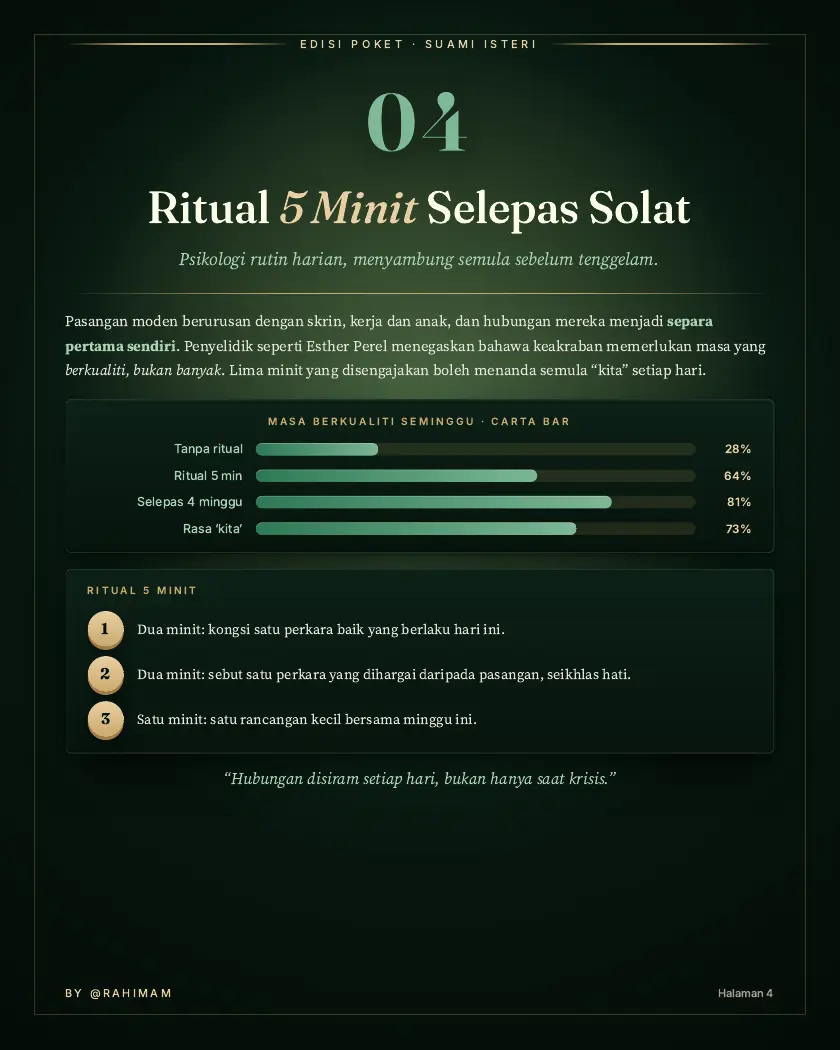 EDISI POKET · SUAMI ISTERI
04
Ritual 5 Minit Selepas Solat
Psikologi rutin harian, menyambung semula sebelum tenggelam.
Pasangan moden berurusan dengan skrin, kerja dan anak, dan hubungan mereka menjadi separa
pertama sendiri. Penyelidik seperti Esther Perel menegaskan bahawa keakraban memerlukan masa yang
berkualiti, bukan banyak. Lima minit yang disengajakan boleh menanda semula “kita” setiap hari.
MASA BERKUALITI SEMINGGU · CARTA BAR
Tanpa ritual 28%
Ritual 5 min 64%
Selepas 4 minggu 81%
Rasa ‘kita’ 73%
RITUAL 5 MINIT
1 Dua minit: kongsi satu perkara baik yang berlaku hari ini.
2 Dua minit: sebut satu perkara yang dihargai daripada pasangan, seikhlas hati.
3 Satu minit: satu rancangan kecil bersama minggu ini.
“Hubungan disiram setiap hari, bukan hanya saat krisis.”
BY @RAHIMAM Halaman 4